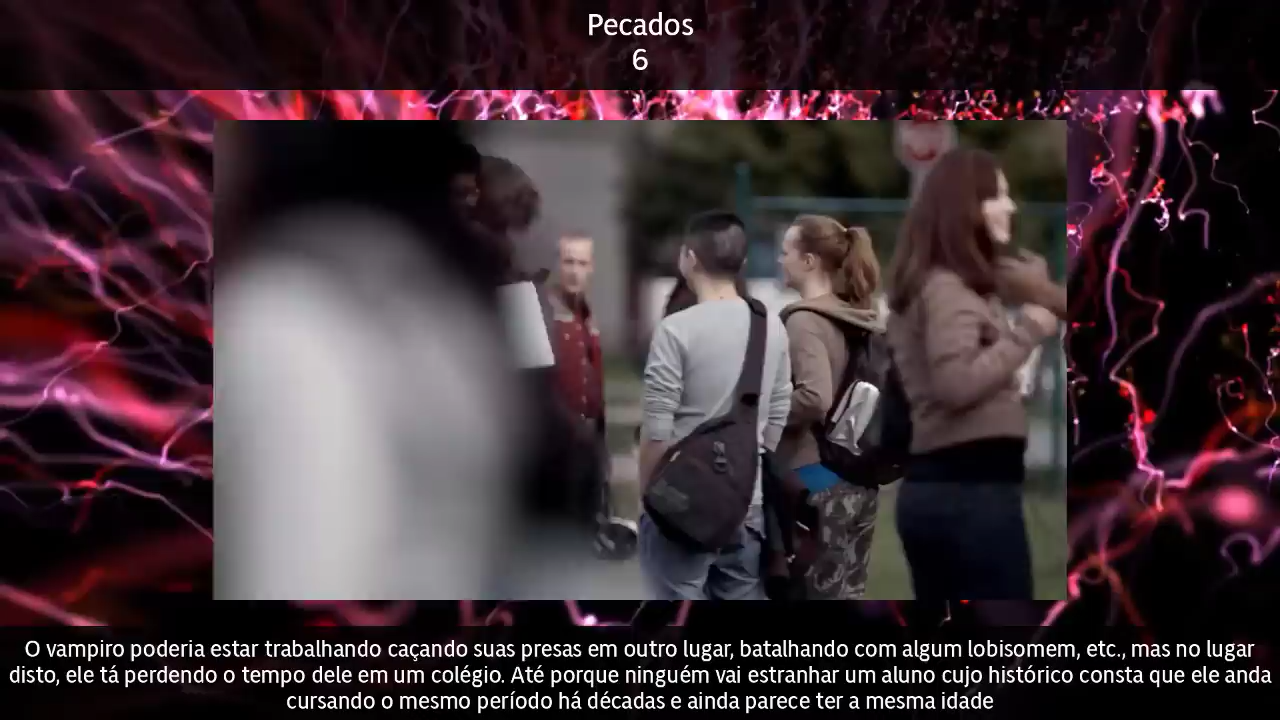 Pecados
6
O vampiro poderia estar trabalhando caçando suas presas em outro lugar, batalhando com algum lobisomem, etc., mas no lugar
disto, ele tá perdendo o tempo dele em um colégio. Até porque ninguém vai estranhar um aluno cujo histórico consta que ele anda
cursando o mesmo período há décadas e ainda parece ter a mesma idade